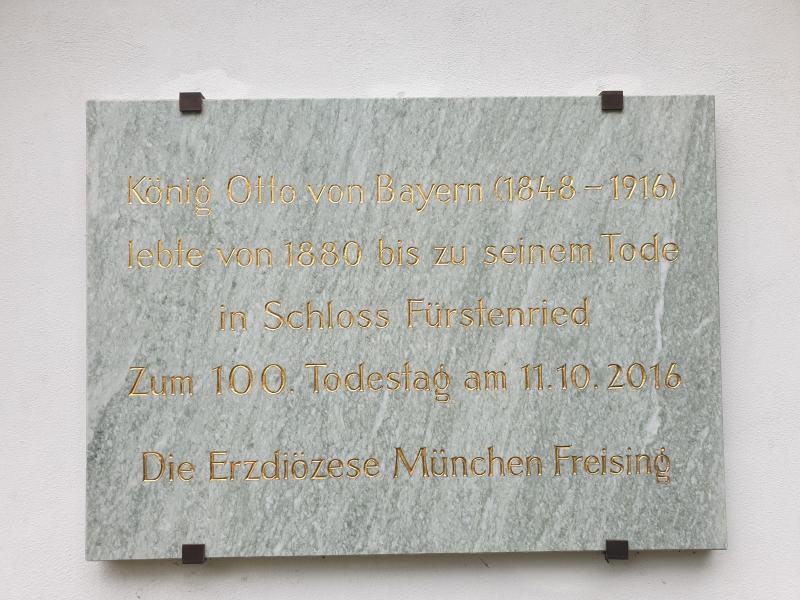 König Otto von Bayern (1848 – 1916)
lebte von 1880 bis zu seinem Tode
in Schloss Fürstenried
Zum 100. Todestag am 11.10.2016
Die Erzdiözese München Freising